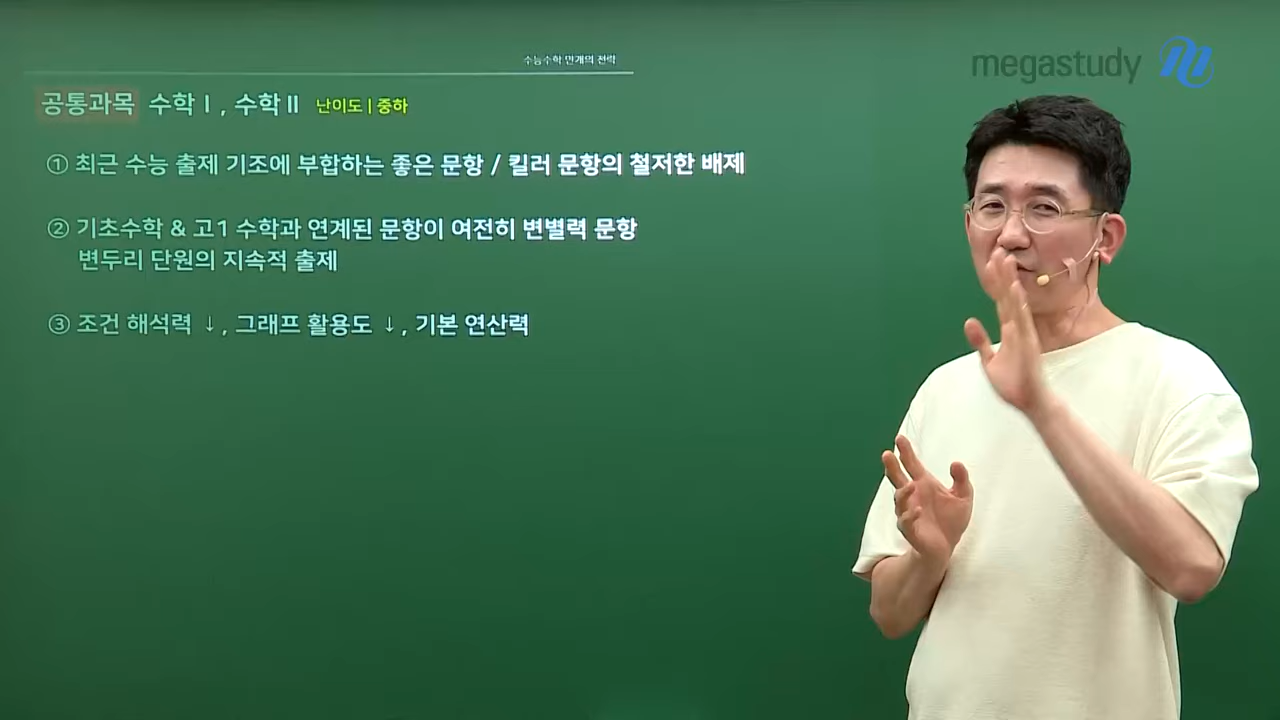 수능수학 연계의 전략
megastudy
공통과목 수학Ⅰ, 수학Ⅱ 난이도 | 중하
① 최근 수능 출제 기조에 부합하는 좋은 문항 / 킬러 문항의 철저한 배제
② 기초수학 & 고1 수학과 연계된 문항이 여전히 변별력 문항
변두리 단원의 지속적 출제
③ 조건 해석력 ↓, 그래프 활용도 ↓, 기본 연산력